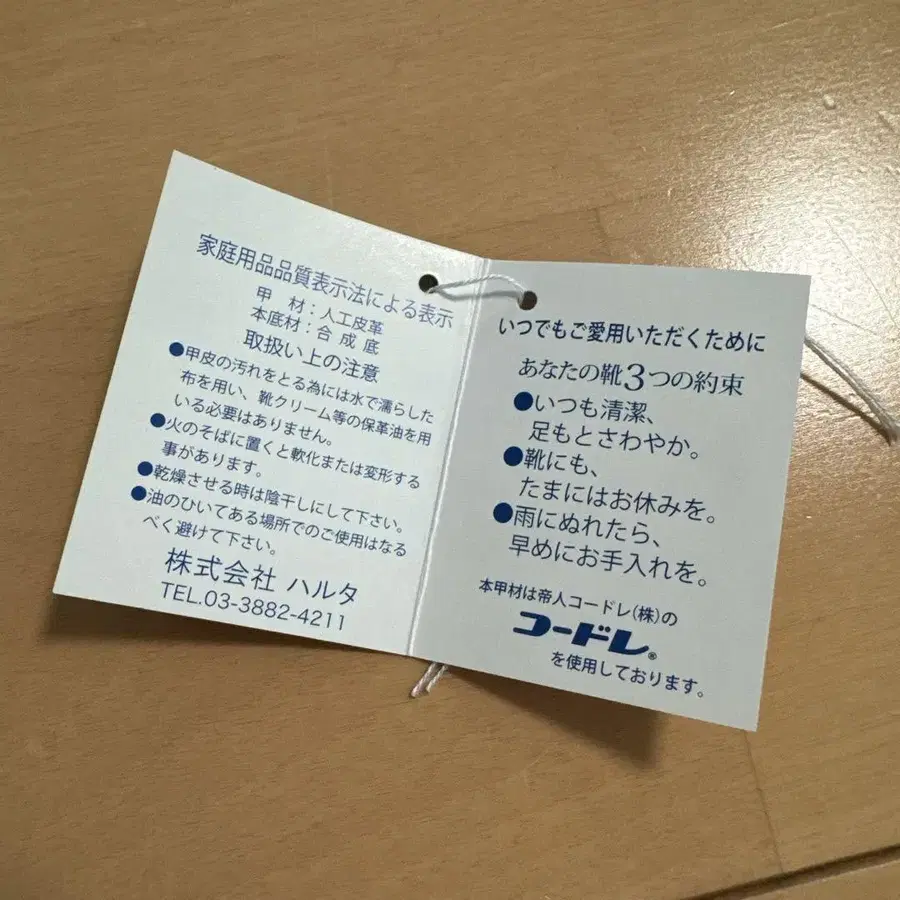 家庭用品品質表示法による表示
甲　材：人工皮革
本底材：合 成 底
取扱い上の注意
●甲皮の汚れをとる為には水で濡らした
布を用い、靴クリーム等の保革油を用
いる必要はありません。
●火のそばに置くと軟化または変形する
事があります。
●乾燥させる時は陰干しにして下さい。
●油のひいてある場所でのご使用はなる
べく避けて下さい。
株式会社 ハルタ
TEL.03-3882-4211
いつでもご愛用いただくために
あなたの靴3つの約束
●いつも清潔、
足もとさわやか。
●靴にも、
たまにはお休みを。
●雨にぬれたら、
早めにお手入れを。
本甲材は帝人コードレ(株)の
コードレ®
を使用しております。